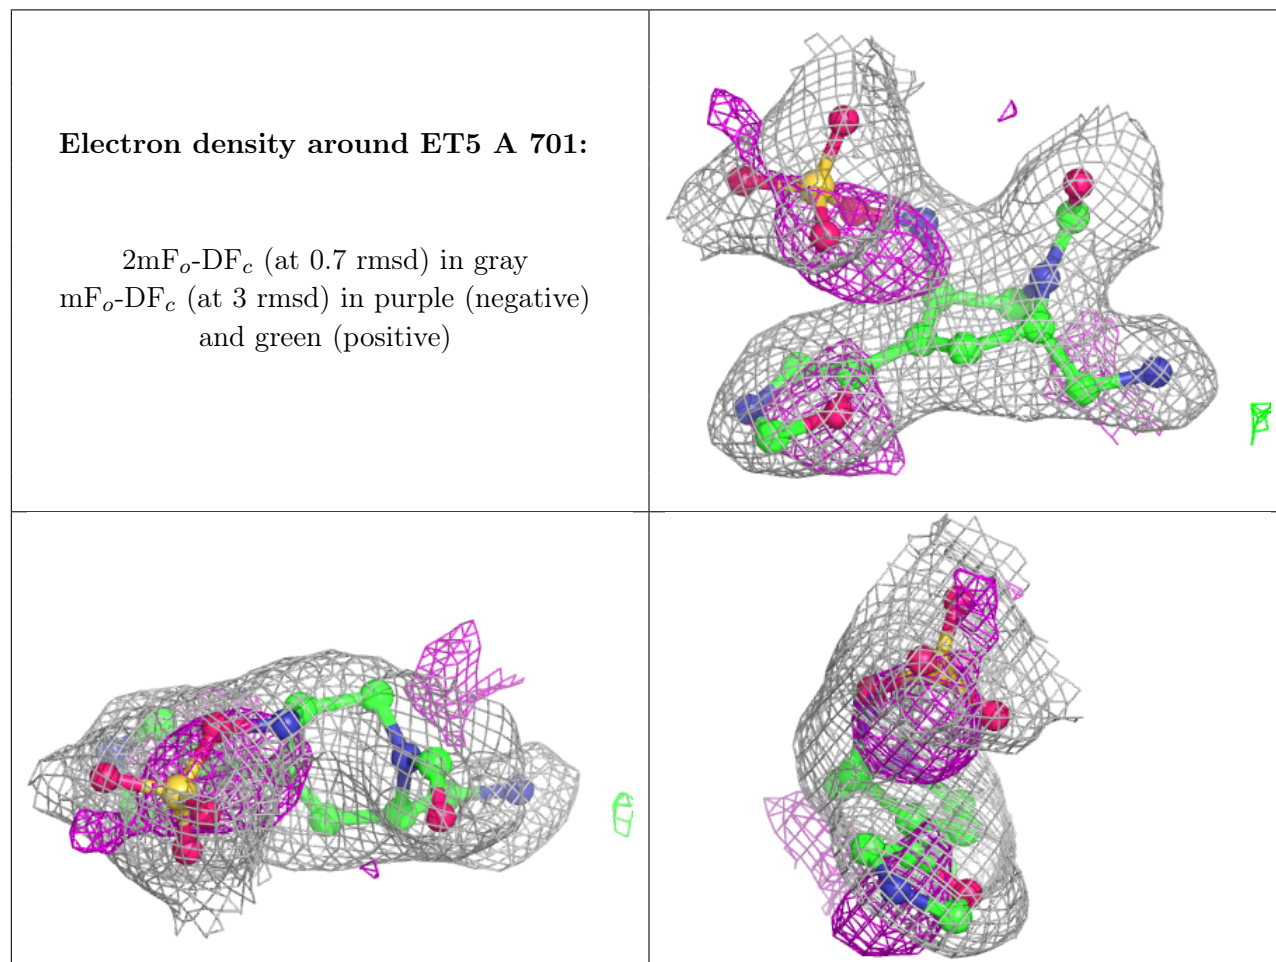 Electron density around ET5 A 701:
2mFo-DFc (at 0.7 rmsd) in gray
mFo-DFc (at 3 rmsd) in purple (negative)
and green (positive)